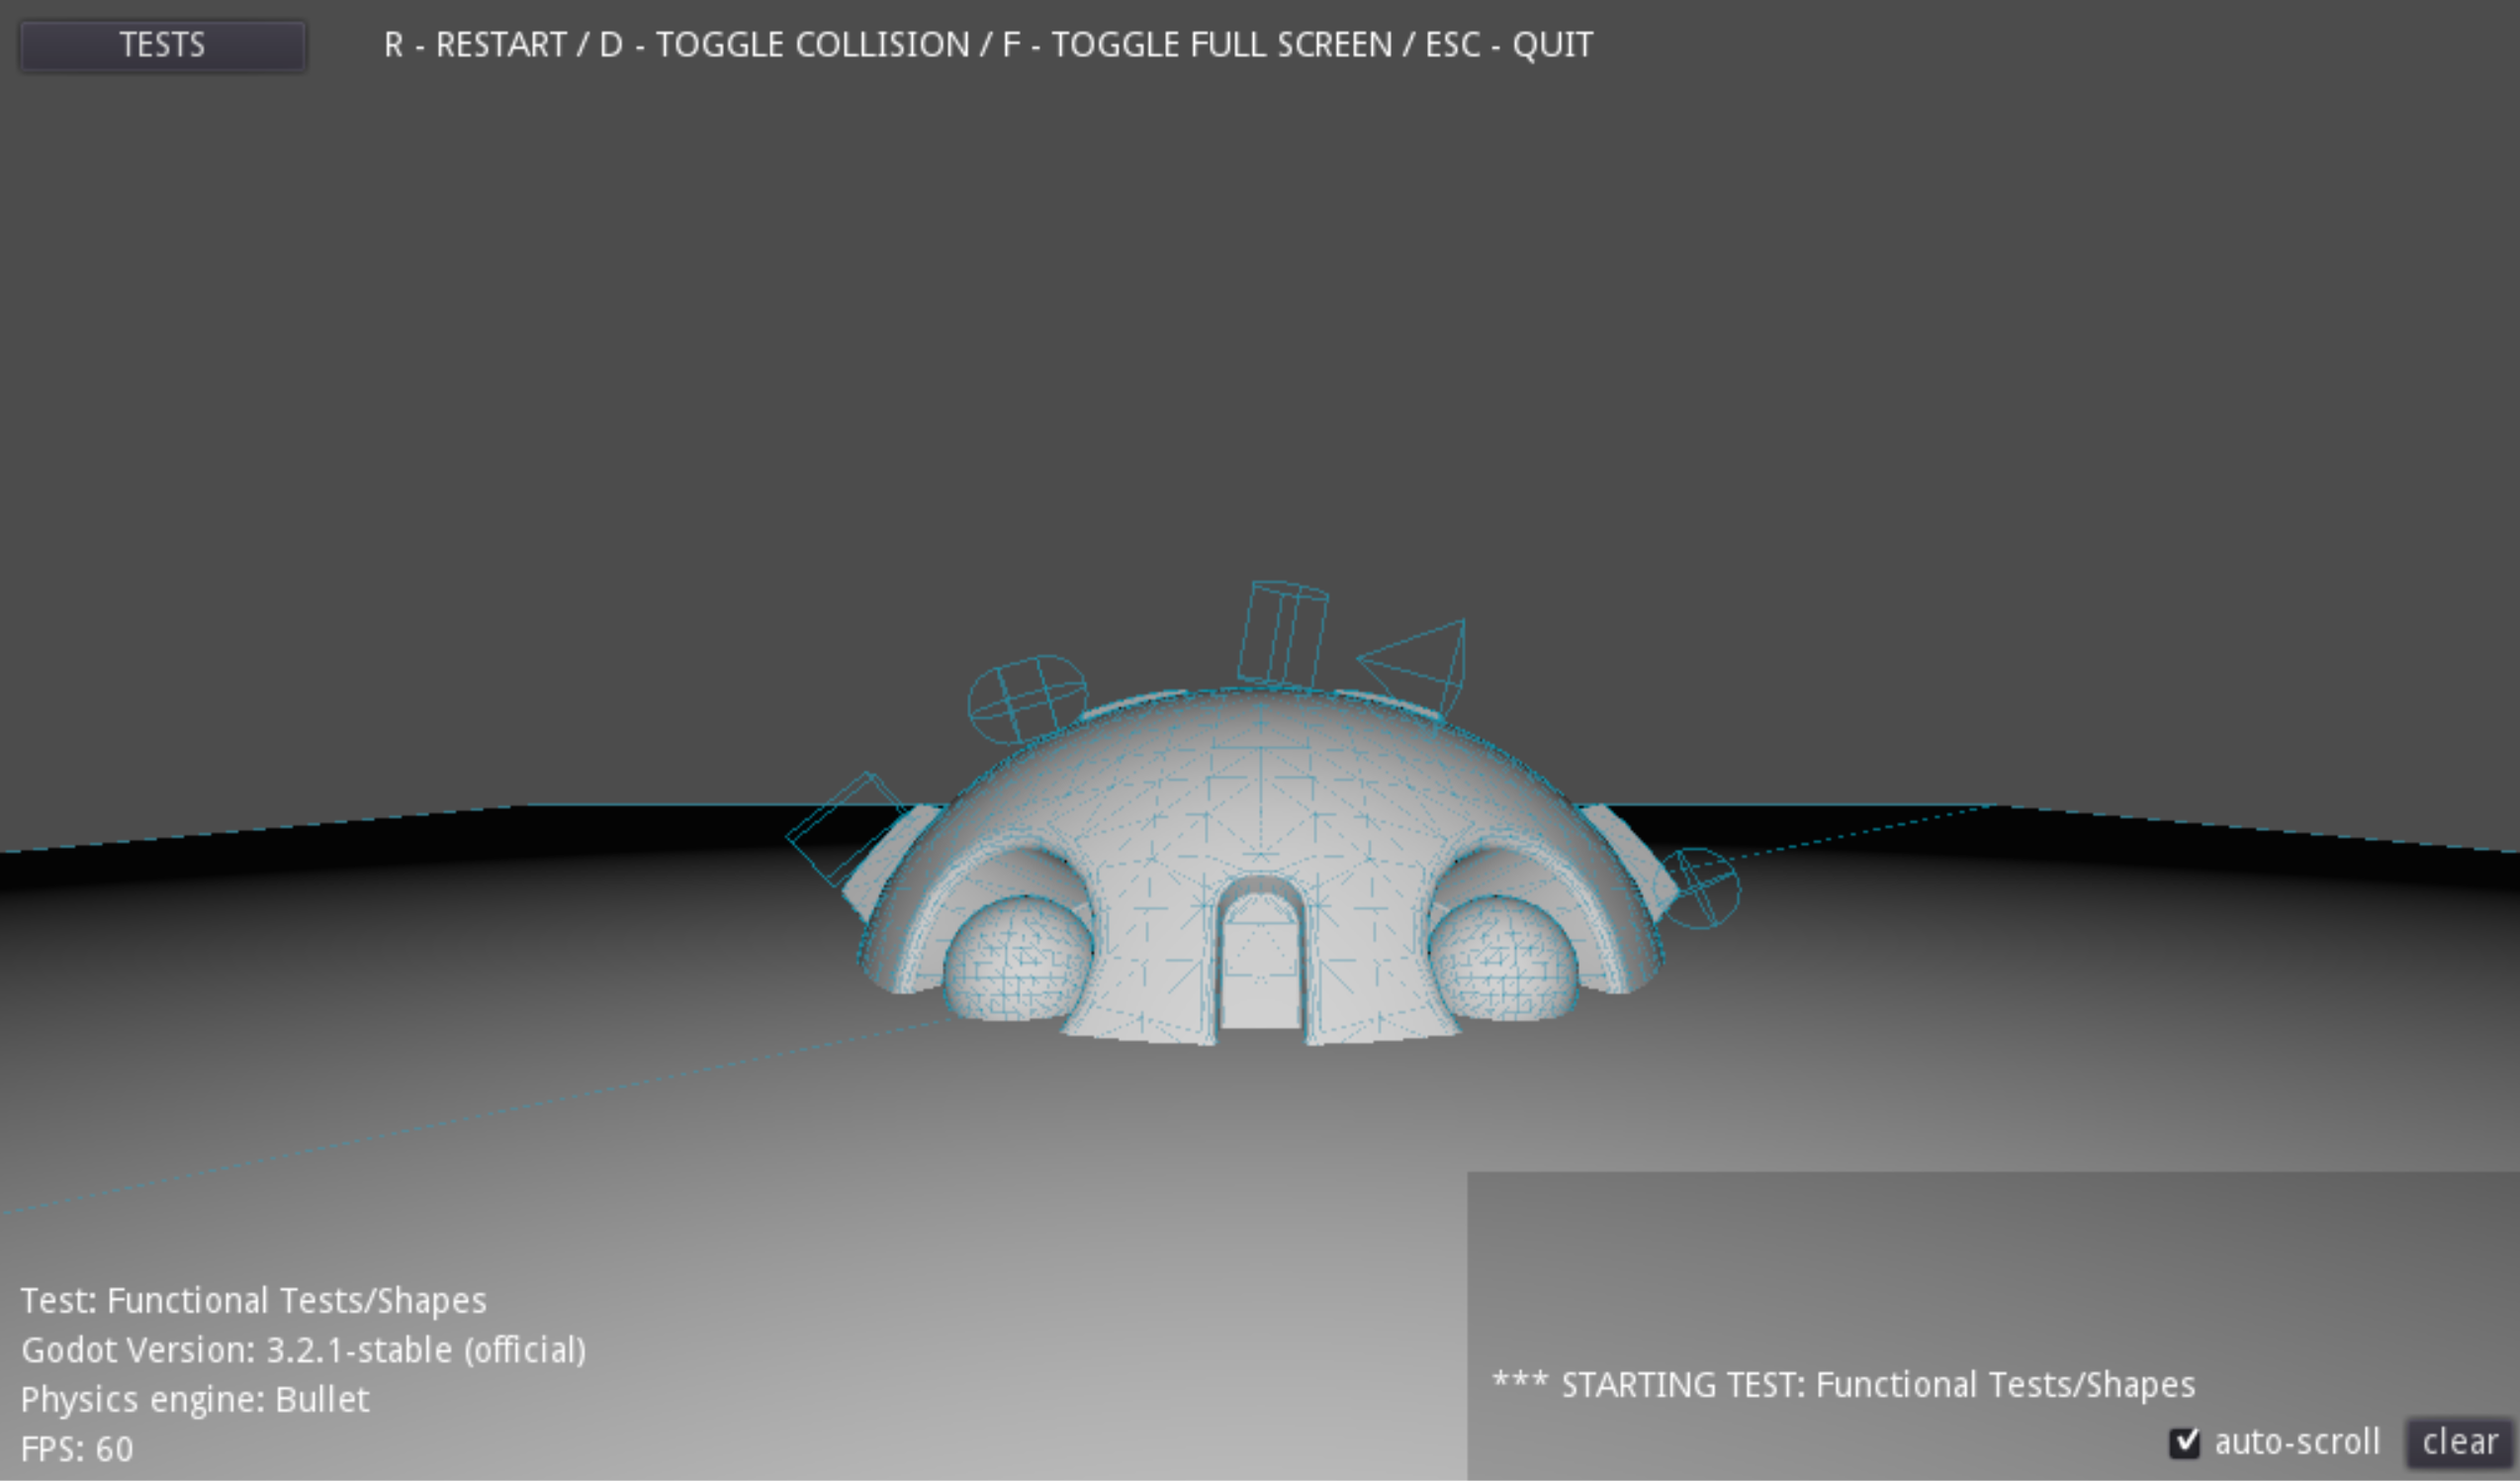 TESTS
R - RESTART / D - TOGGLE COLLISION / F - TOGGLE FULL SCREEN / ESC - QUIT
Test: Functional Tests/Shapes
Godot Version: 3.2.1-stable (official)
Physics engine: Bullet
FPS: 60
*** STARTING TEST: Functional Tests/Shapes
auto-scroll
clear